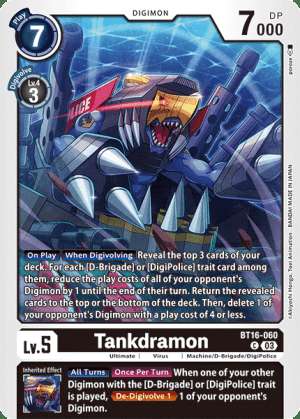 DIGIMON
Play
7
7 DP
000
Digivolve
Lv.4
3
POLICE
©Akiyoshi Hongo, Toei Animation · BANDAI MADE IN JAPAN
On Play When Digivolving Reveal the top 3 cards of your
deck. For each [D-Brigade] or [DigiPolice] trait card among
them, reduce the play costs of all of your opponent's
Digimon by 1 until the end of their turn. Return the revealed
cards to the top or the bottom of the deck. Then, delete 1 of
your opponent's Digimon with a play cost of 4 or less.
BT16-060
Lv.5
Tankdramon
C 03
Ultimate Virus Machine/D-Brigade/DigiPolice
Inherited Effect
All Turns Once Per Turn When one of your other
Digimon with the [D-Brigade] or [DigiPolice] trait
is played, De-Digivolve 1 1 of your opponent's
Digimon.